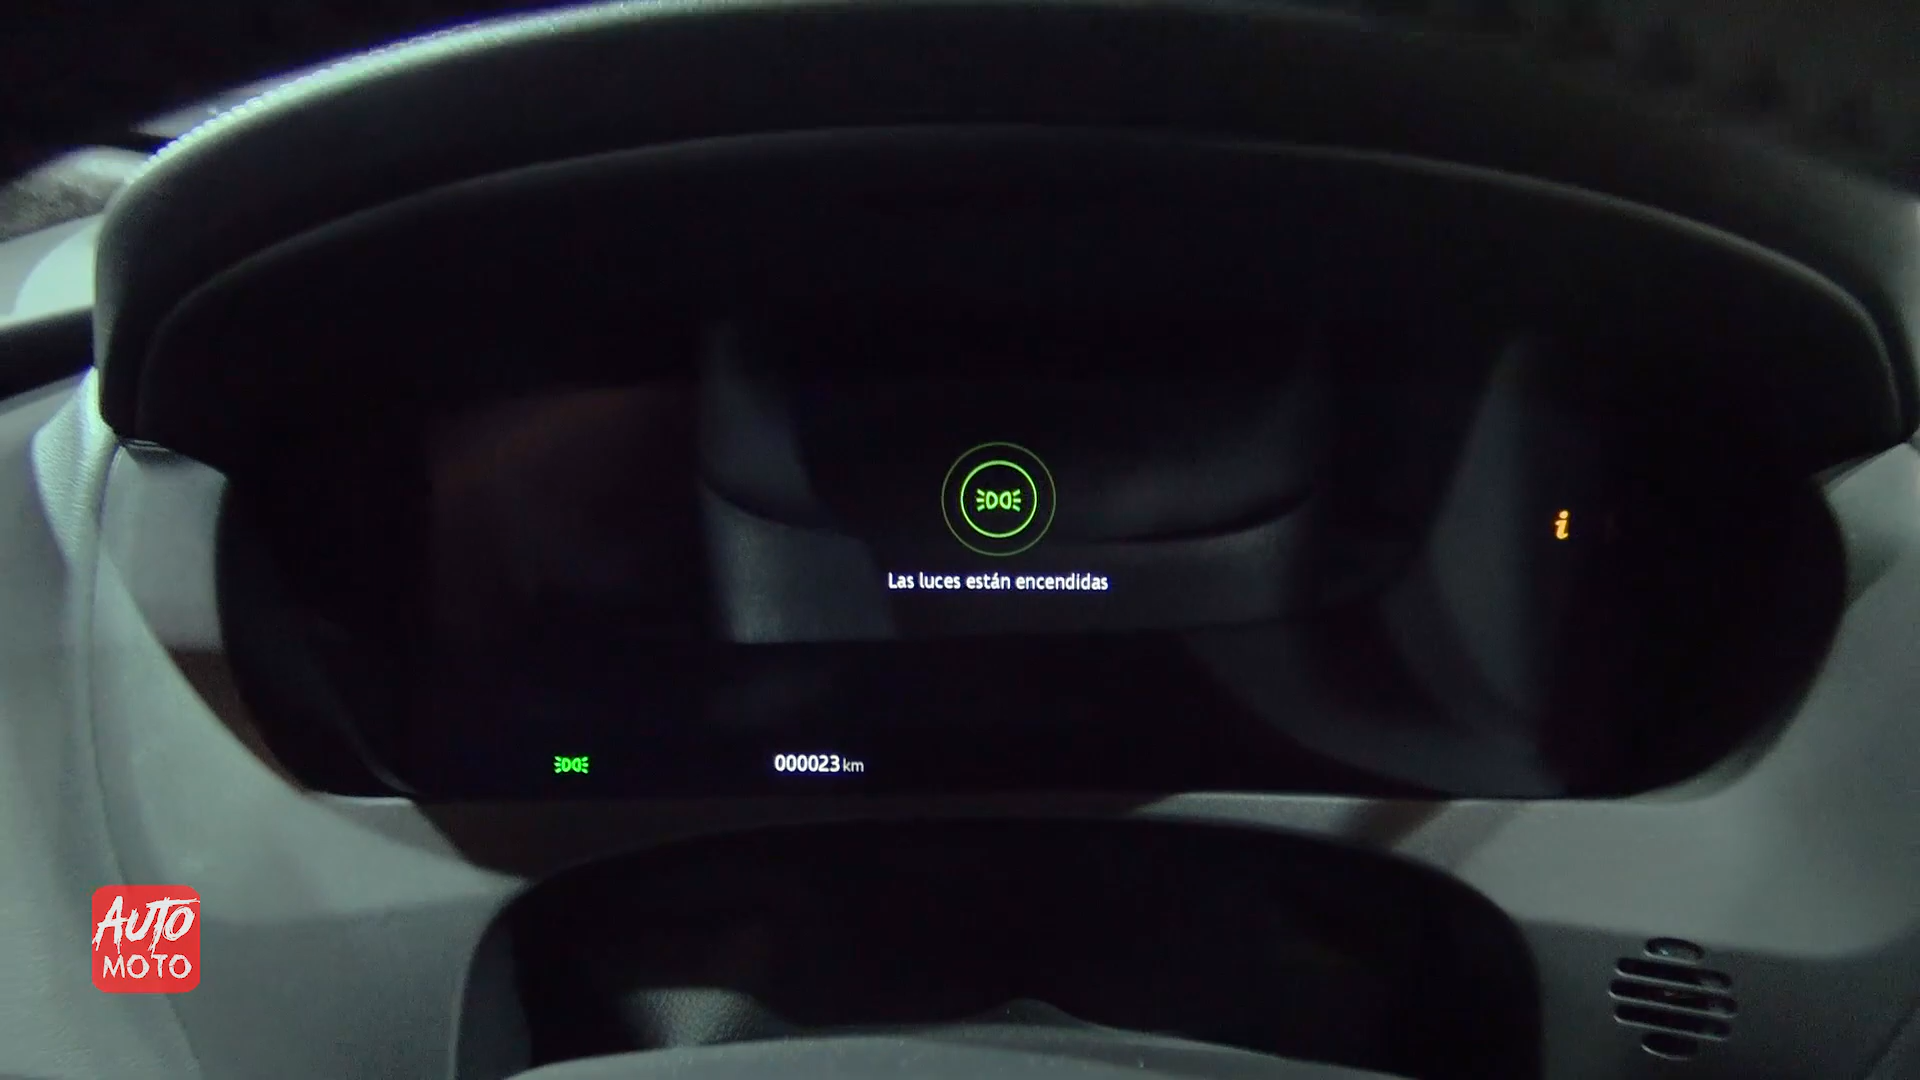 Las luces están encendidas
i
000023 km
AUTO
MOTO